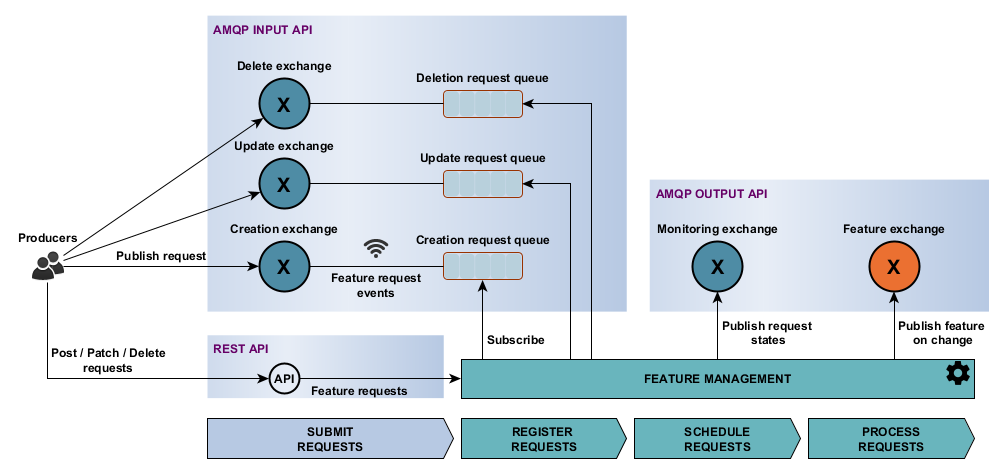 AMQP INPUT API
Delete exchange
X
Deletion request queue
Update exchange
X
Update request queue
AMQP OUTPUT API
Producers
Creation exchange
X
Creation request queue
Monitoring exchange
X
Feature exchange
X
Publish request
Feature request
events
Subscribe
Publish request
states
Publish feature
on change
Post / Patch / Delete
requests
REST API
API
Feature requests
FEATURE MANAGEMENT
SUBMIT
REQUESTS
REGISTER
REQUESTS
SCHEDULE
REQUESTS
PROCESS
REQUESTS